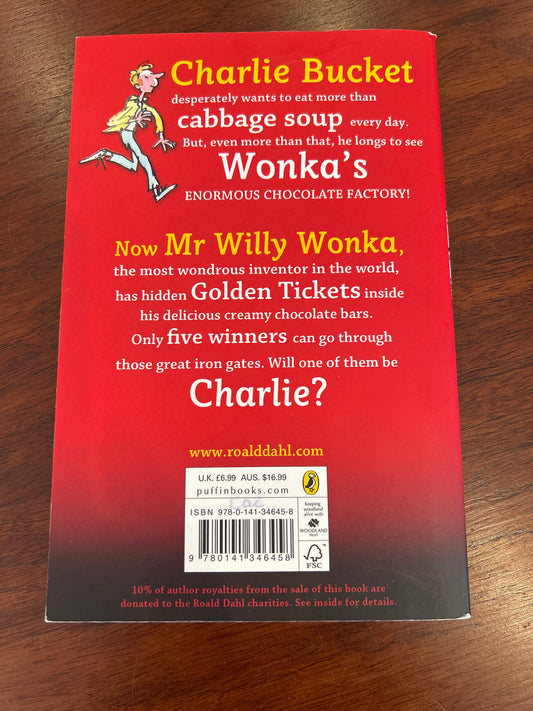 Charlie Bucket
desperately wants to eat more than
cabbage soup every day.
But, even more than that, he longs to see
Wonka's
ENORMOUS CHOCOLATE FACTORY!
Now Mr Willy Wonka,
the most wondrous inventor in the world,
has hidden Golden Tickets inside
his delicious creamy chocolate bars.
Only five winners can go through
those great iron gates. Will one of them be
Charlie?
www.roalddahl.com
U.K. £6.99 AUS. $16.99
puffinbooks.com
ISBN 978-0-141-34645-8
9 780141 346458
Keeping
woodland
alive with
WOODLAND
TRUST
FSC
10% of author royalties from the sale of this book are
donated to the Roald Dahl charities. See inside for details.